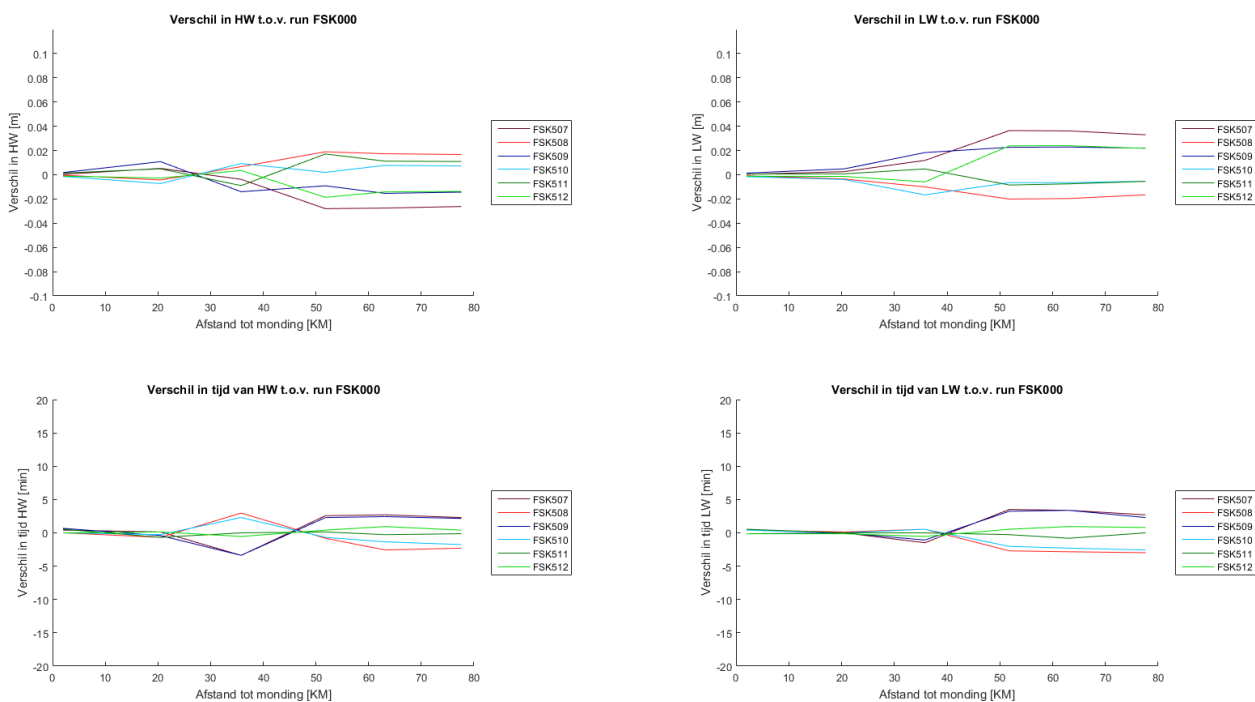 Verschil in HW t.o.v. run FSK000
Verschil in HW [m]
0.1
0.08
0.06
0.04
0.02
0
-0.02
-0.04
-0.06
-0.08
-0.1
0 10 20 30 40 50 60 70 80
Afstand tot monding [KM]
FSK507
FSK508
FSK509
FSK510
FSK511
FSK512
Verschil in LW t.o.v. run FSK000
Verschil in LW [m]
0.1
0.08
0.06
0.04
0.02
0
-0.02
-0.04
-0.06
-0.08
-0.1
0 10 20 30 40 50 60 70 80
Afstand tot monding [KM]
FSK507
FSK508
FSK509
FSK510
FSK511
FSK512
Verschil in tijd van HW t.o.v. run FSK000
Verschil in tijd HW [min]
20
15
10
5
0
-5
-10
-15
-20
0 10 20 30 40 50 60 70 80
Afstand tot monding [KM]
FSK507
FSK508
FSK509
FSK510
FSK511
FSK512
Verschil in tijd van LW t.o.v. run FSK000
Verschil in tijd LW [min]
20
15
10
5
0
-5
-10
-15
-20
0 10 20 30 40 50 60 70 80
Afstand tot monding [KM]
FSK507
FSK508
FSK509
FSK510
FSK511
FSK512